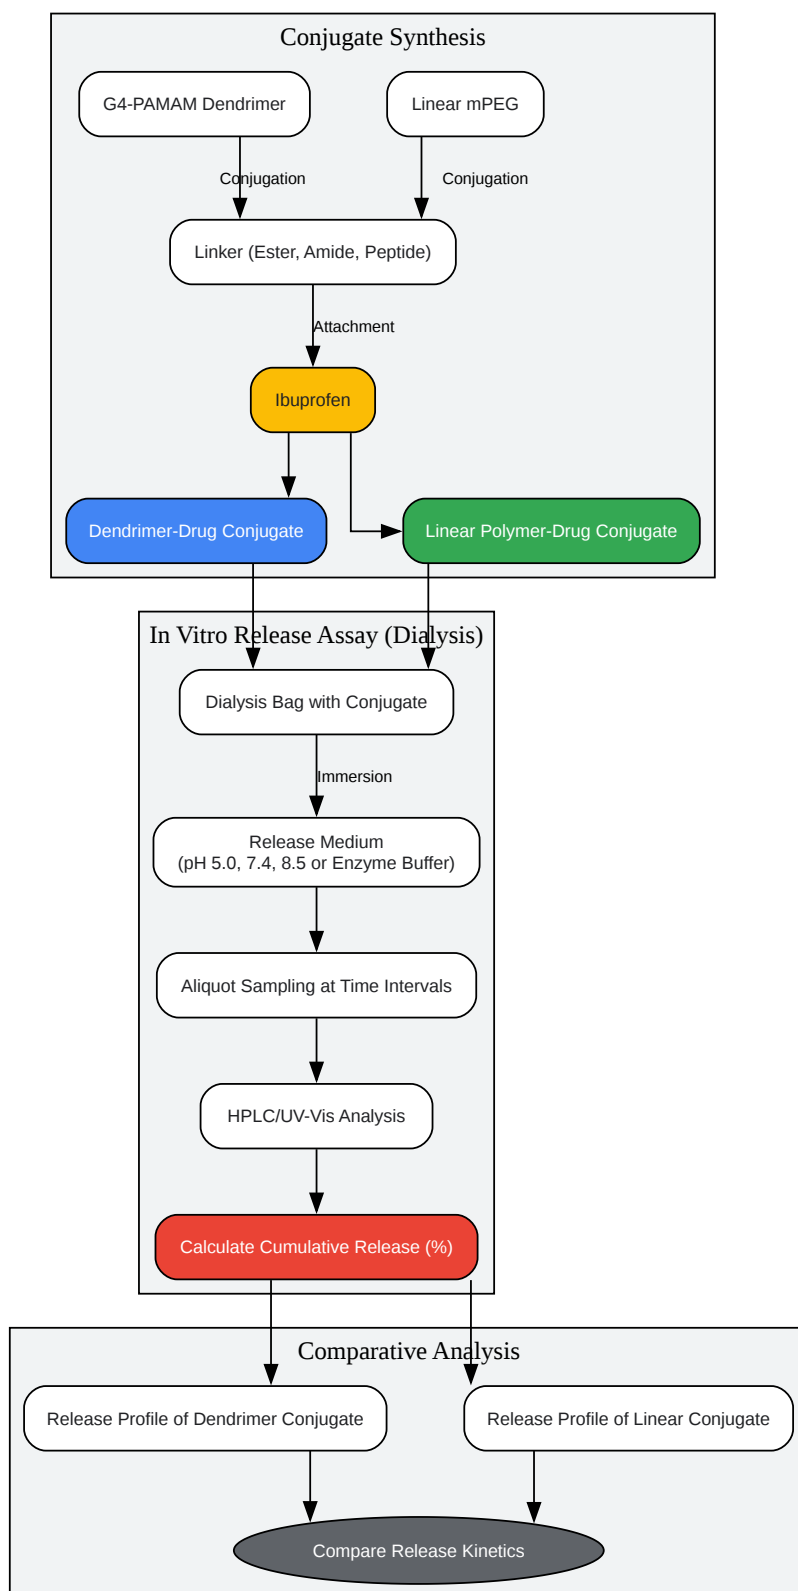 Conjugate Synthesis
G4-PAMAM Dendrimer
Linear mPEG
Conjugation
Conjugation
Linker (Ester, Amide, Peptide)
Attachment
Ibuprofen
Dendrimer-Drug Conjugate
Linear Polymer-Drug Conjugate
In Vitro Release Assay (Dialysis)
Dialysis Bag with Conjugate
Immersion
Release Medium
(pH 5.0, 7.4, 8.5 or Enzyme Buffer)
Aliquot Sampling at Time Intervals
HPLC/UV-Vis Analysis
Calculate Cumulative Release (%)
Comparative Analysis
Release Profile of Dendrimer Conjugate
Release Profile of Linear Conjugate
Compare Release Kinetics